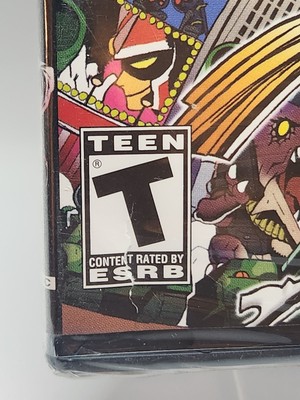 TEEN
®
T
CONTENT RATED BY
ESRB